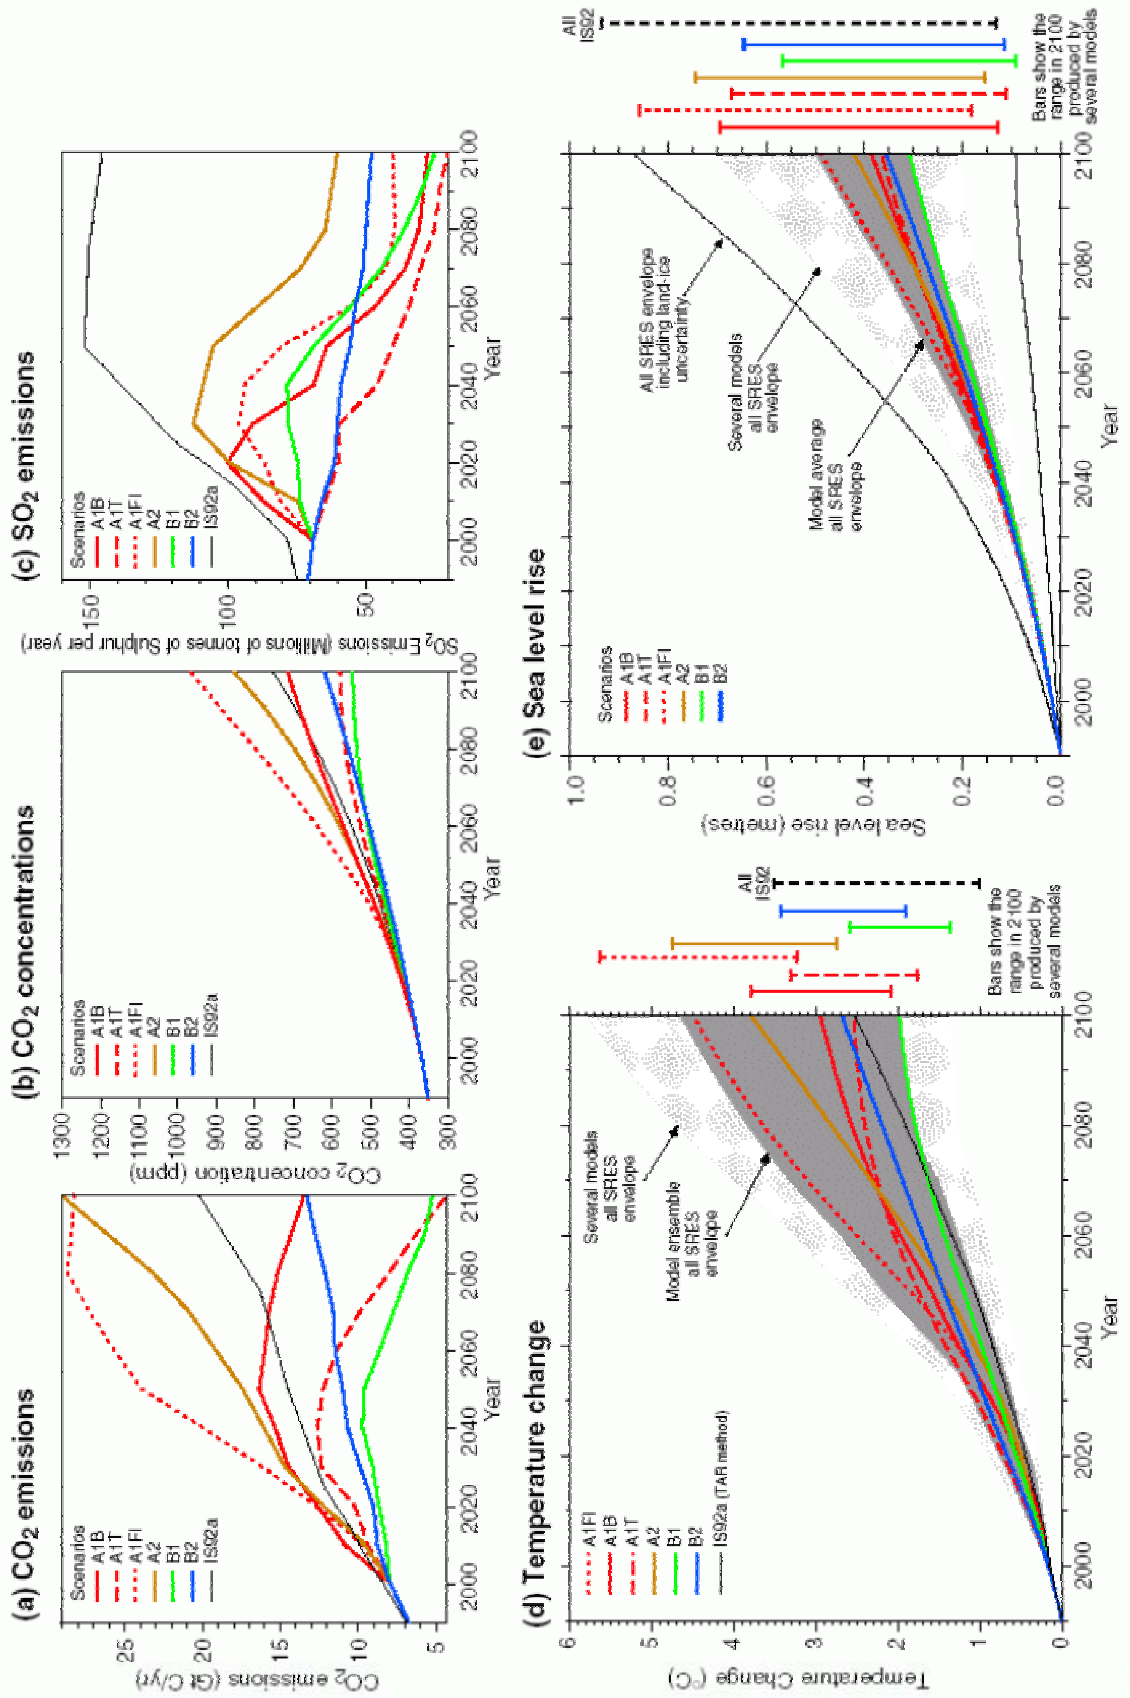 (a) CO2 emissions
Scenarios
A1B
A1T
A1FI
A2
B1
B2
IS92a
CO2 emissions (Gt C/yr)
25
20
15
10
5
2000
2020
2040
2060
2080
2100
Year
(b) CO2 concentrations
Scenarios
A1B
A1T
A1FI
A2
B1
B2
IS92a
CO2 concentration (ppm)
1300
1200
1100
1000
900
800
700
600
500
400
300
2000
2020
2040
2060
2080
2100
Year
(c) SO2 emissions
Scenarios
A1B
A1T
A1FI
A2
B1
B2
IS92a
SO2 Emissions (Millions of tonnes of Sulphur per year)
150
100
50
2000
2020
2040
2060
2080
2100
Year
(d) Temperature change
A1FI
A1B
A1T
A2
B1
B2
IS92a (TAR method)
Several models
all SRES
envelope
Model ensemble
all SRES
envelope
Temperature Change (°C)
6
5
4
3
2
1
0
2000
2020
2040
2060
2080
2100
Year
All
IS92
Bars show the
range in 2100
produced by
several models
(e) Sea level rise
Scenarios
A1B
A1T
A1FI
A2
B1
B2
All SRES envelope
including land-ice
uncertainty
Several models
all SRES
envelope
Model average
all SRES
envelope
Sea level rise (metres)
1.0
0.8
0.6
0.4
0.2
0.0
2000
2020
2040
2060
2080
2100
Year
All
IS92
Bars show the
range in 2100
produced by
several models